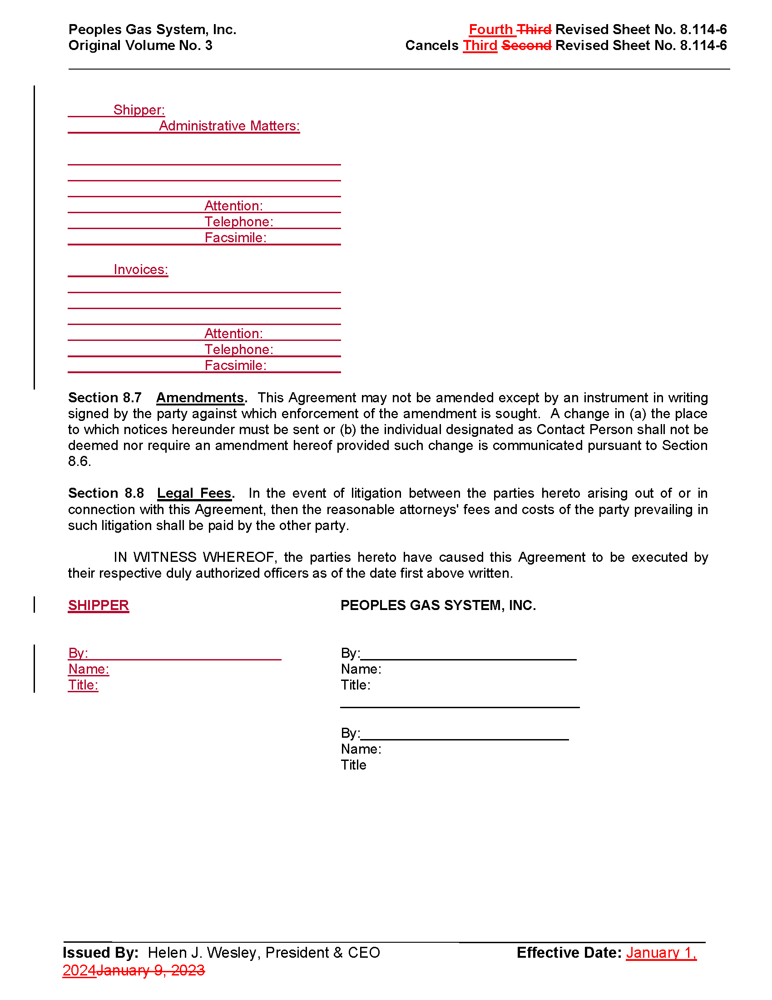 Peoples Gas System, Inc.
Original Volume No. 3
Fourth Third Revised Sheet No. 8.114-6
Cancels Third Second Revised Sheet No. 8.114-6
Shipper:
Administrative Matters:
Attention:
Telephone:
Facsimile:
Invoices:
Attention:
Telephone:
Facsimile:
Section 8.7 Amendments. This Agreement may not be amended except by an instrument in writing
signed by the party against which enforcement of the amendment is sought. A change in (a) the place
to which notices hereunder must be sent or (b) the individual designated as Contact Person shall not be
deemed nor require an amendment hereof provided such change is communicated pursuant to Section
8.6.
Section 8.8 Legal Fees. In the event of litigation between the parties hereto arising out of or in
connection with this Agreement, then the reasonable attorneys' fees and costs of the party prevailing in
such litigation shall be paid by the other party.
IN WITNESS WHEREOF, the parties hereto have caused this Agreement to be executed by
their respective duly authorized officers as of the date first above written.
SHIPPER
By:
Name:
Title:
PEOPLES GAS SYSTEM, INC.
By:
Name:
Title:
By:
Name:
Title
Issued By: Helen J. Wesley, President & CEO
Effective Date: January 1,
2024January 9, 2023